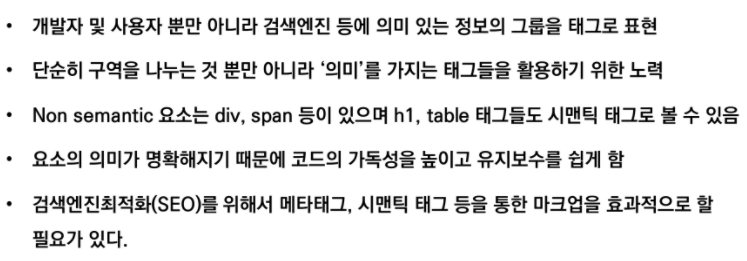 • 개발자 및 사용자 뿐만 아니라 검색엔진 등에 의미 있는 정보의 그룹을 태그로 표현
• 단순히 구역을 나누는 것 뿐만 아니라 ‘의미’를 가지는 태그들을 활용하기 위한 노력
• Non semantic 요소는 div, span 등이 있으며 h1, table 태그들도 시맨틱 태그로 볼 수 있음
• 요소의 의미가 명확해지기 때문에 코드의 가독성을 높이고 유지보수를 쉽게 함
• 검색엔진최적화(SEO)를 위해서 메타태그, 시맨틱 태그 등을 통한 마크업을 효과적으로 할
필요가 있다.